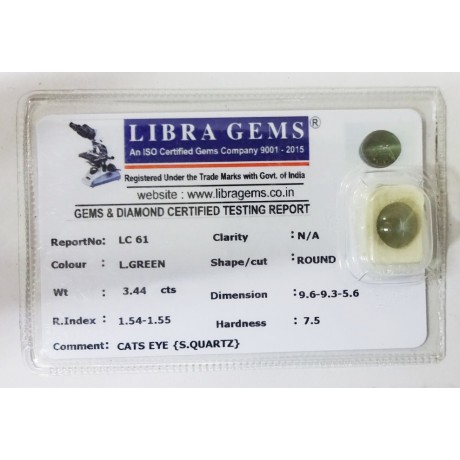 LIBRA GEMS®
An ISO Certified Gems Company 9001 - 2015
Registered Under the Trade Marks with Govt. of India
website : www.libragems.co.in
GEMS & DIAMOND CERTIFIED TESTING REPORT
ReportNo: LC 61 Clarity : N/A
Colour : L.GREEN Shape/cut : ROUND
Wt : 3.44 cts Dimension : 9.6-9.3-5.6
R.Index : 1.54-1.55 Hardness : 7.5
Comment: CATS EYE {S.QUARTZ}